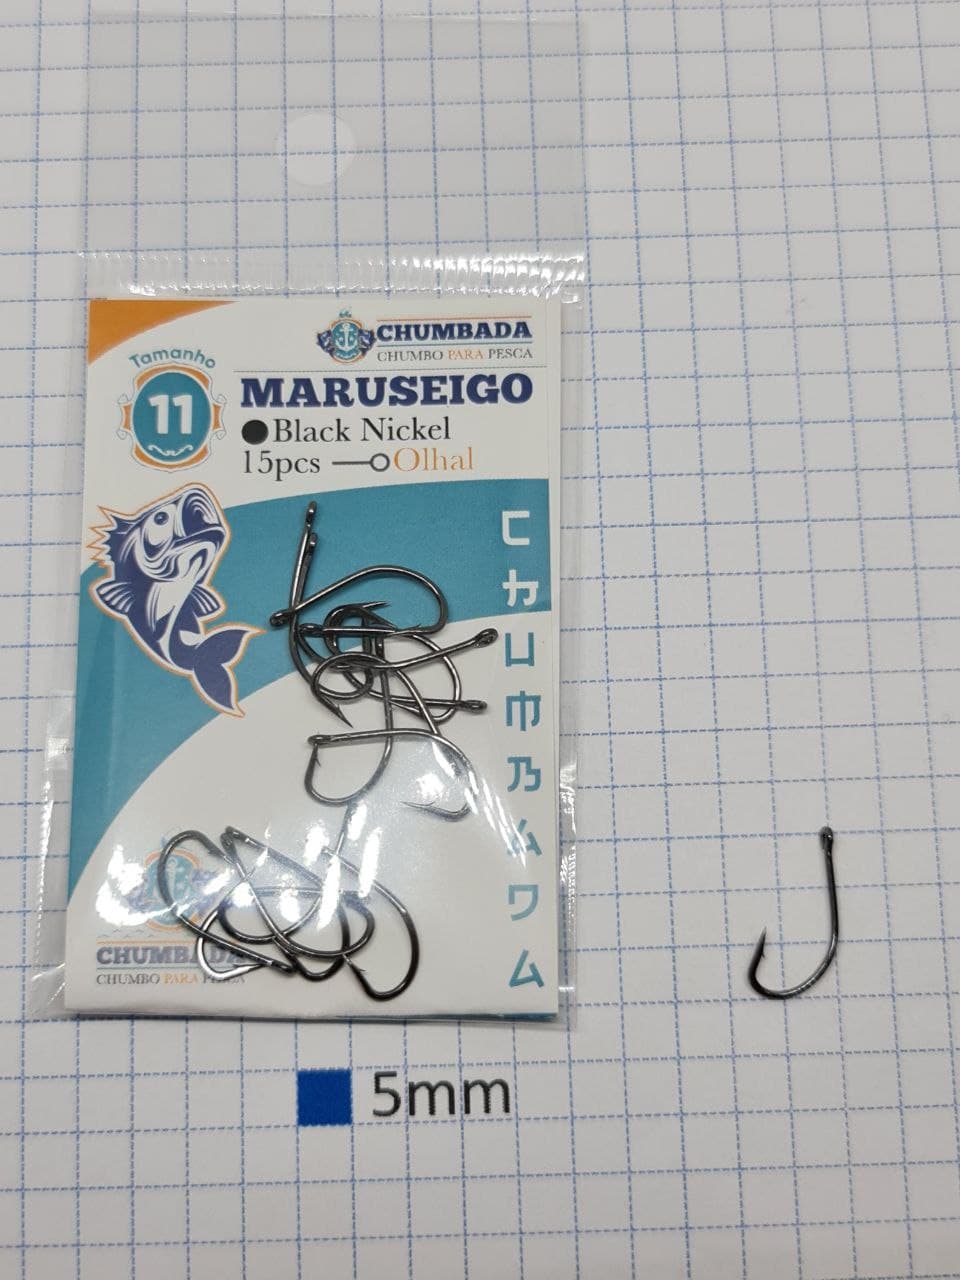 CHUMBADA
CHUMBO PARA PESCA
Tamanho
11
MARUSEIGO
Black Nickel
15pcs Olhal
CHUMBADA
CHUMBADA
CHUMBO PARA PESCA
5mm